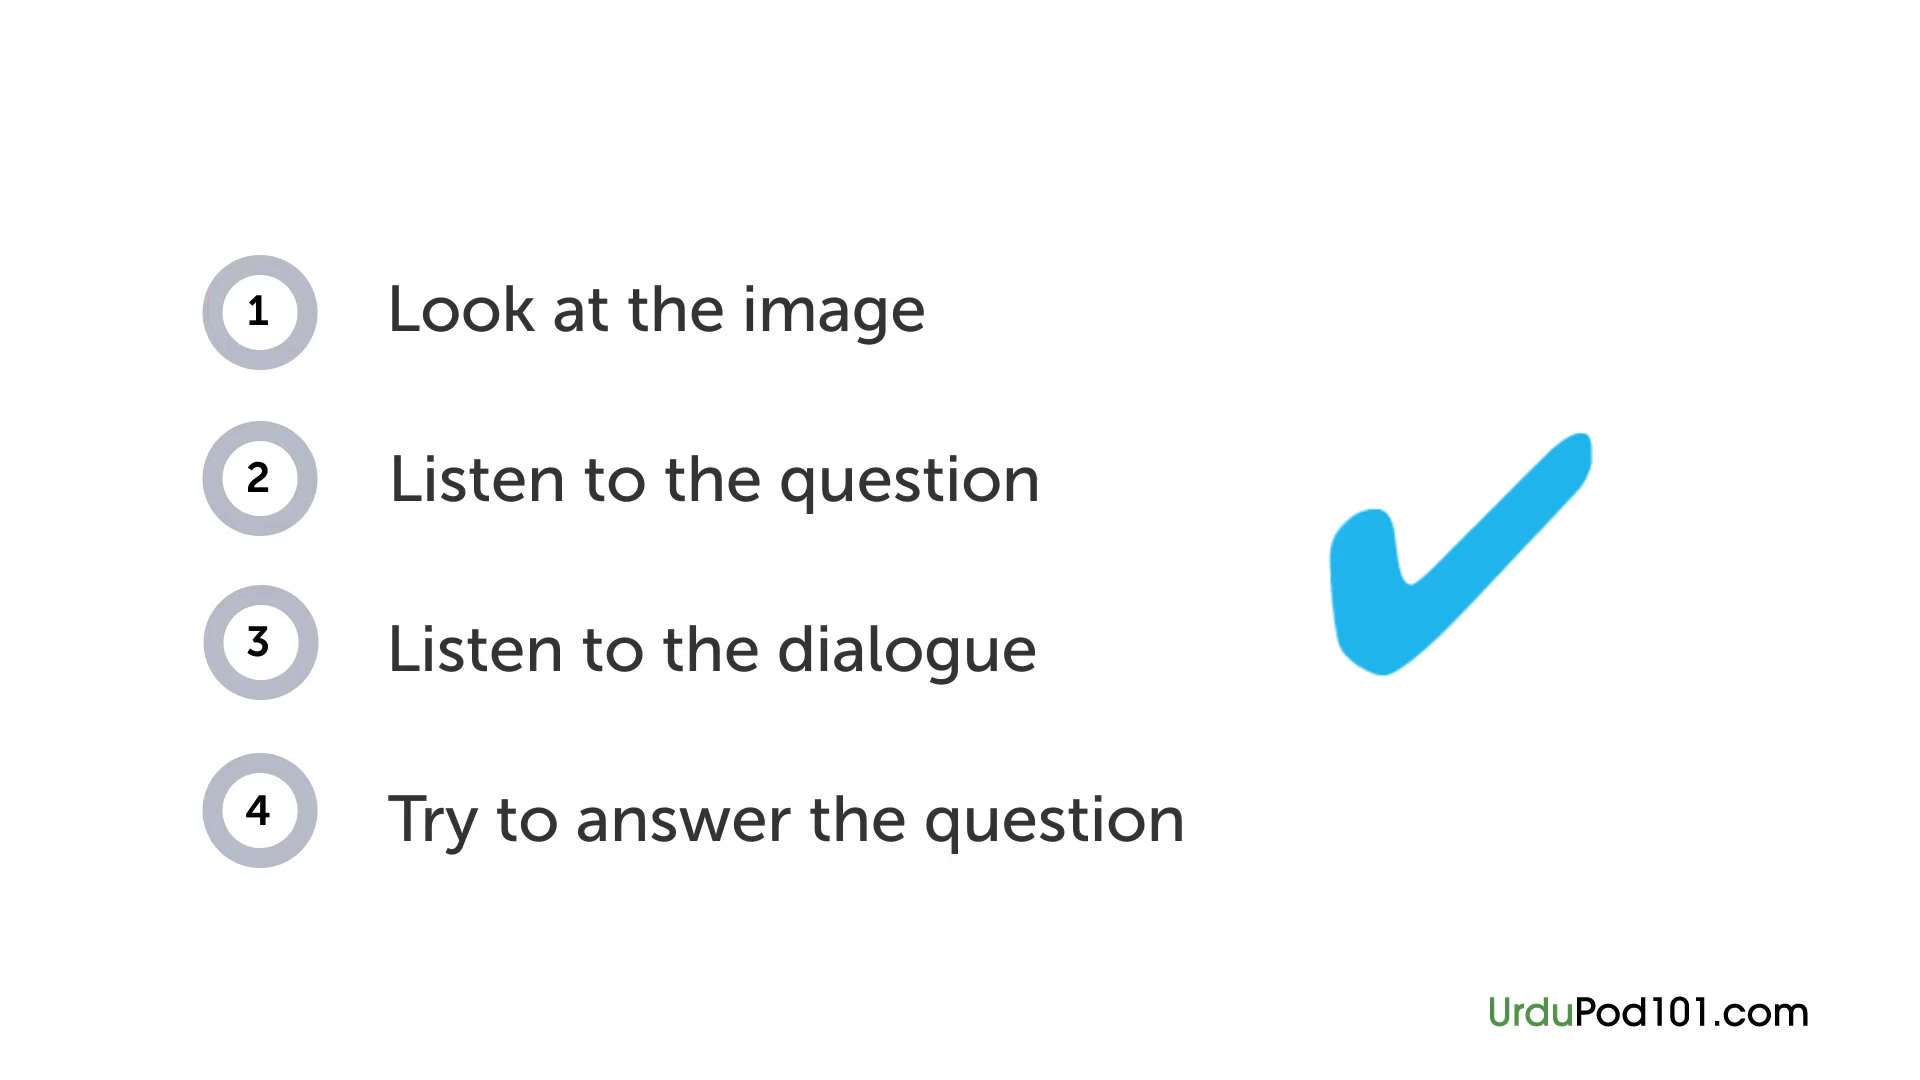 1 Look at the image
2 Listen to the question
3 Listen to the dialogue
4 Try to answer the question
UrduPod101.com